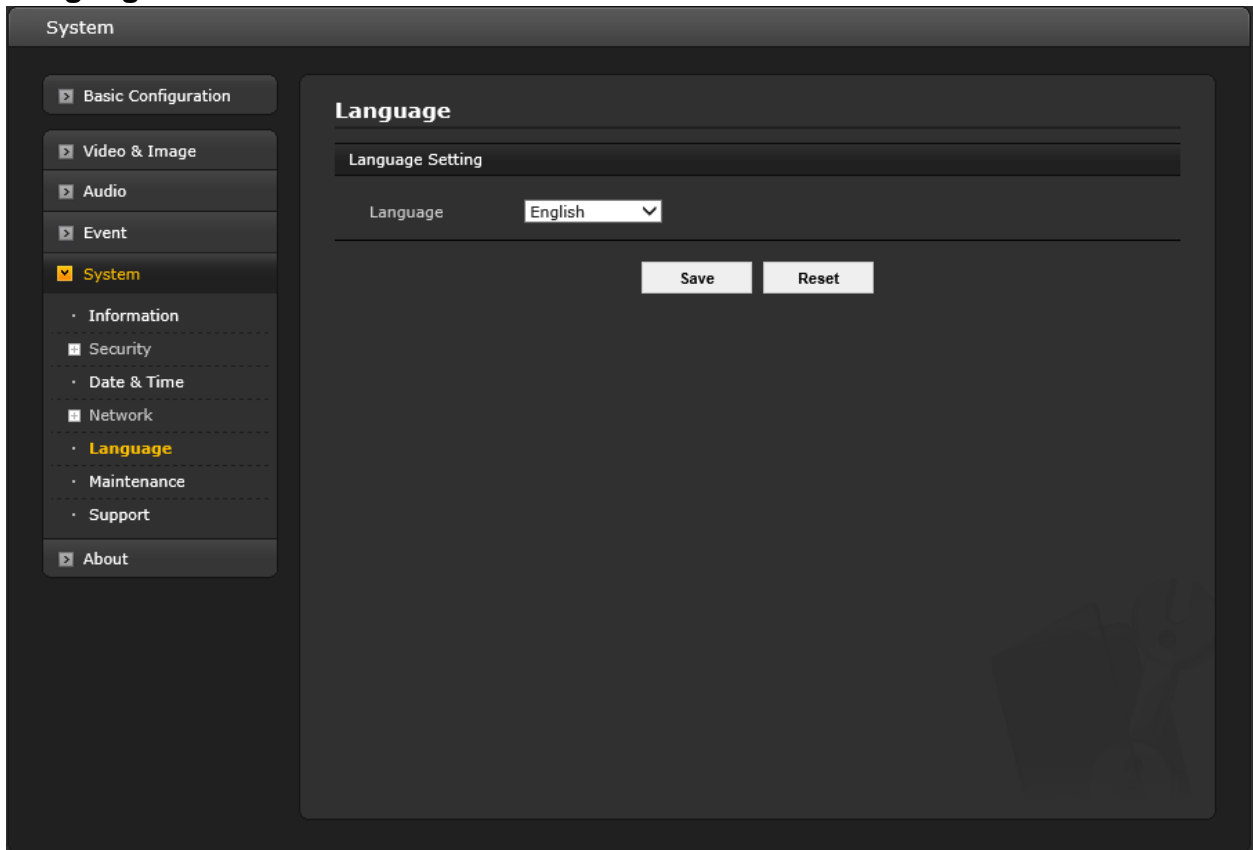 System
Basic Configuration
Video & Image
Audio
Event
System
Information
Security
Date & Time
Network
Language
Maintenance
Support
About
Language
Language Setting
Language English
Save Reset